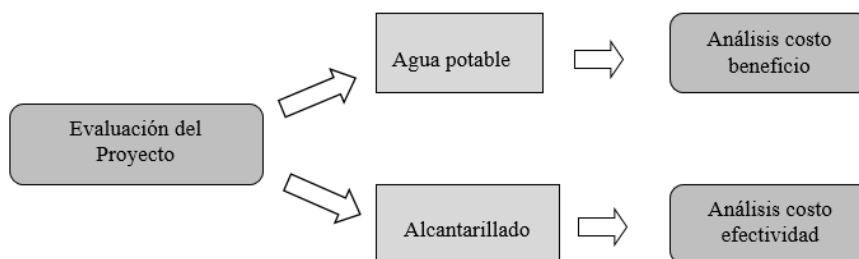 Evaluación del
Proyecto
Agua potable
Análisis costo
beneficio
Alcantarillado
Análisis costo
efectividad